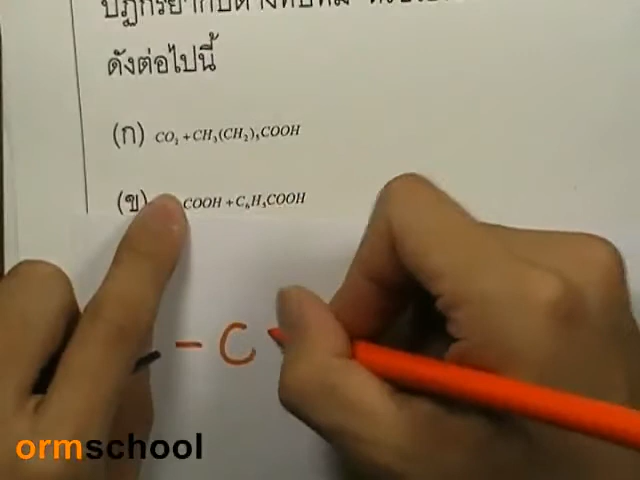 ดังต่อไปนี้
(ก) CO₂ + CH₃(CH₂)₅COOH
(ข) COOH + C₆H₅COOH
- C
ormschool